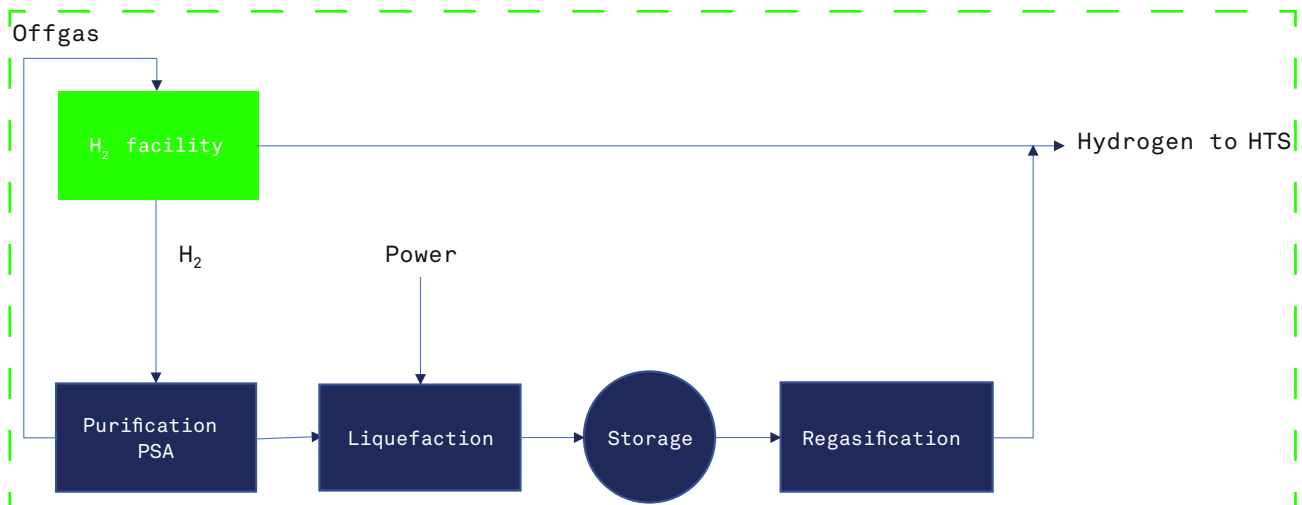 Offgas
H₂ facility
Hydrogen to HTS
H₂
Power
Purification
PSA
Liquefaction
Storage
Regasification